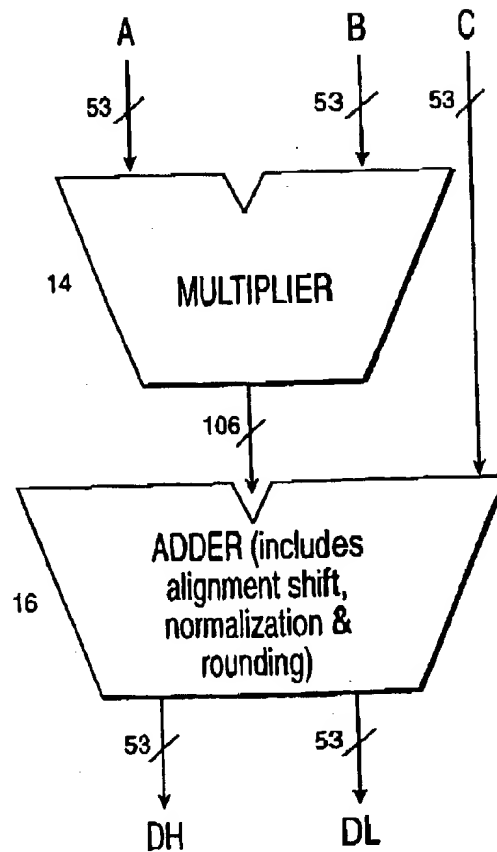 A B C
53 53 53
14 MULTIPLIER
106
ADDER (includes
alignment shift,
16 normalization &
rounding)
53 53
DH DL